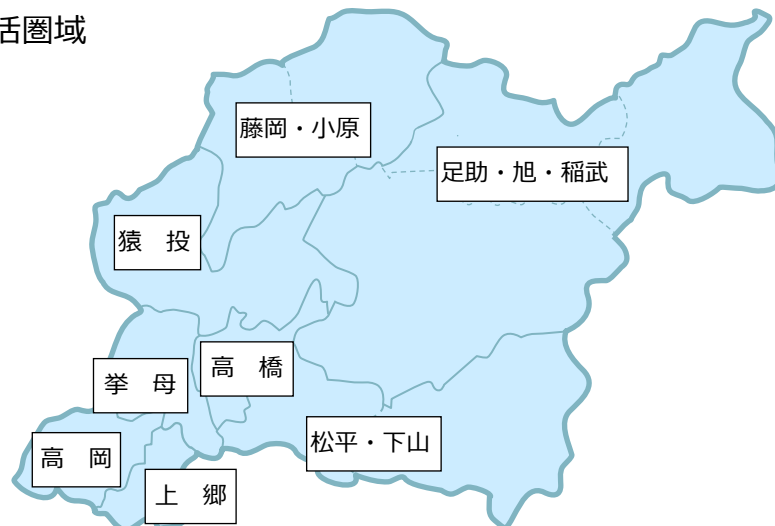 活圏域
藤岡・小原
足助・旭・稲武
猿　投
高　橋
挙　母
松平・下山
高　岡
上　郷